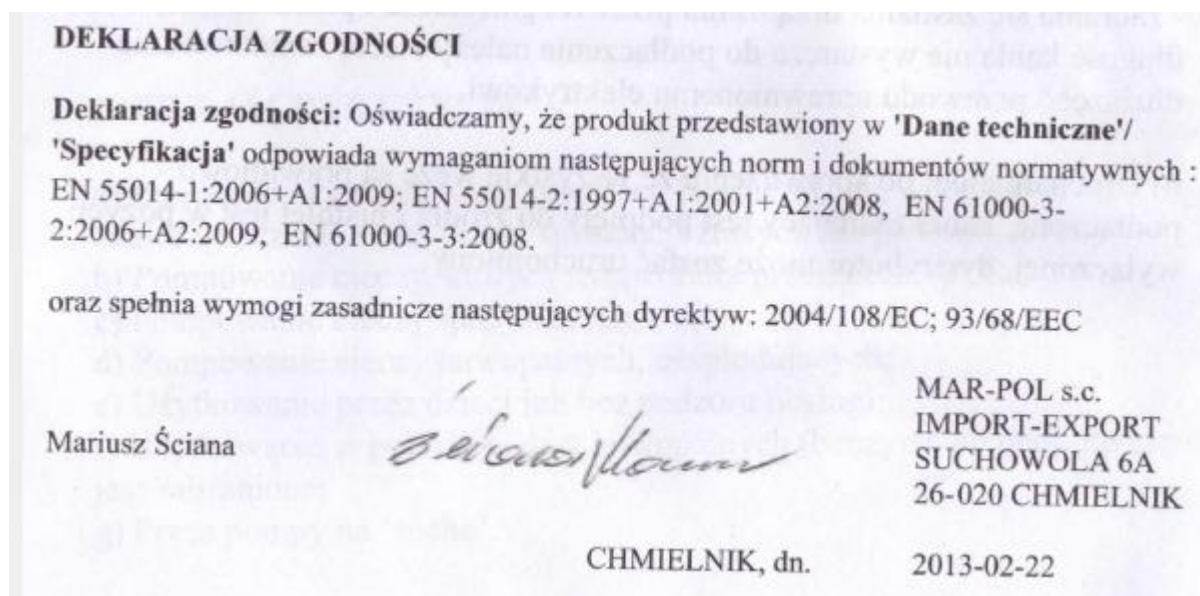 DEKLARACJA ZGODNOŚCI
Deklaracja zgodności: Oświadczamy, że produkt przedstawiony w 'Dane techniczne'/
'Specyfikacja' odpowiada wymaganiom następujących norm i dokumentów normatywnych :
EN 55014-1:2006+A1:2009; EN 55014-2:1997+A1:2001+A2:2008, EN 61000-3-
2:2006+A2:2009, EN 61000-3-3:2008.
oraz spełnia wymogi zasadnicze następujących dyrektyw: 2004/108/EC; 93/68/EEC
MAR-POL s.c.
IMPORT-EXPORT
Mariusz Ściana
SUCHOWOLA 6A
26-020 CHMIELNIK
CHMIELNIK, dn. 2013-02-22